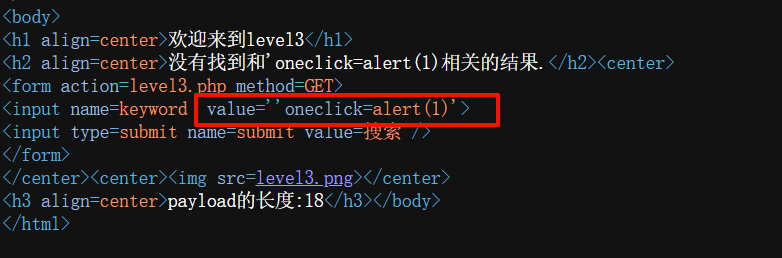 <body>
<h1 align=center>欢迎来到level3</h1>
<h2 align=center>没有找到和'oneclick=alert(1)相关的结果.</h2><center>
<form action=level3.php method=GET>
<input name=keyword  value=''oneclick=alert(1)'>
<input type=submit name=submit value=搜索 />
</form>
</center><center><img src=level3.png></center>
<h3 align=center>payload的长度:18</h3></body>
</html>